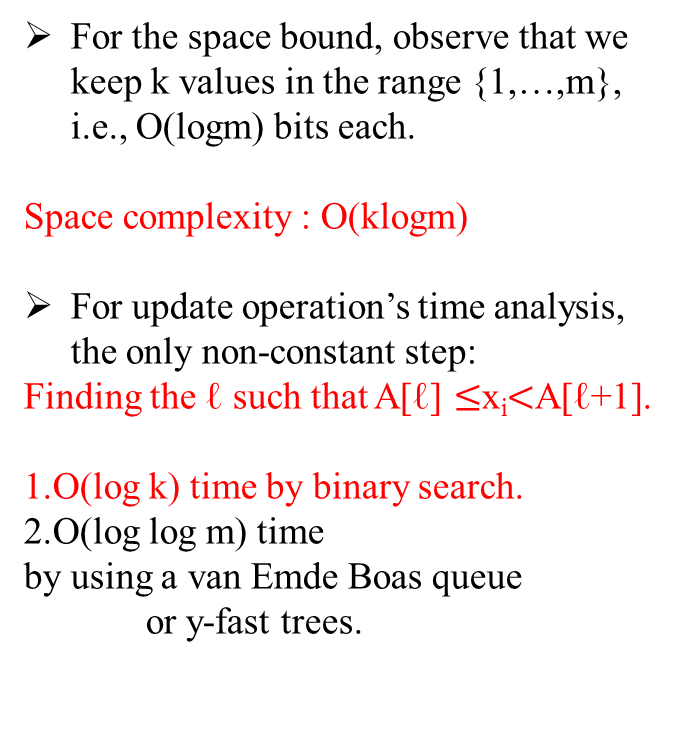 ➢ For the space bound, observe that we
keep k values in the range {1,…,m},
i.e., O(logm) bits each.
Space complexity : O(klogm)
➢ For update operation’s time analysis,
the only non-constant step:
Finding the ℓ such that A[ℓ] ≤xᵢ<A[ℓ+1].
1.O(log k) time by binary search.
2.O(log log m) time
by using a van Emde Boas queue
or y-fast trees.